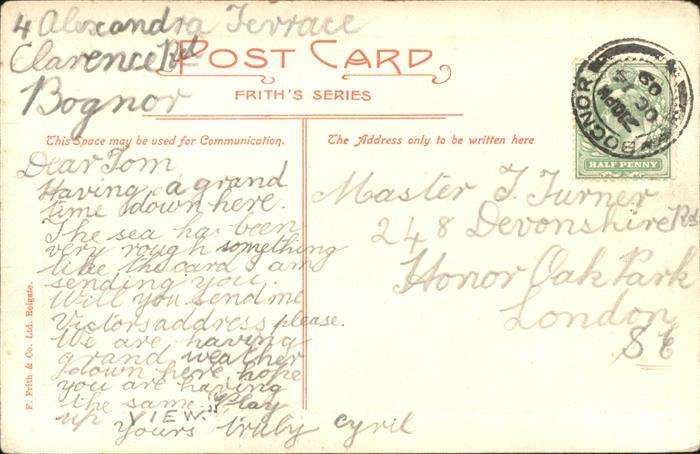 4 Alexandra Terrace
Clarence Rd
Bognor
POST CARD
FRITH'S SERIES
This Space may be used for Communication.
The Address only to be written here
Dear Tom
Having a grand
time down here.
The sea has been
very rough something
like the card I am
sending you.
Will you send me
Victors address please.
We are having
grand weather
down here hope
you are having
the same. "Play
up VIEW."
Yours truly Cyril
Master T. Turner
248 Devonshire Rd
Honor Oak Park
London
S E
BOGNOR
HALF PENNY
F. Frith & Co. Ltd. Reigate.